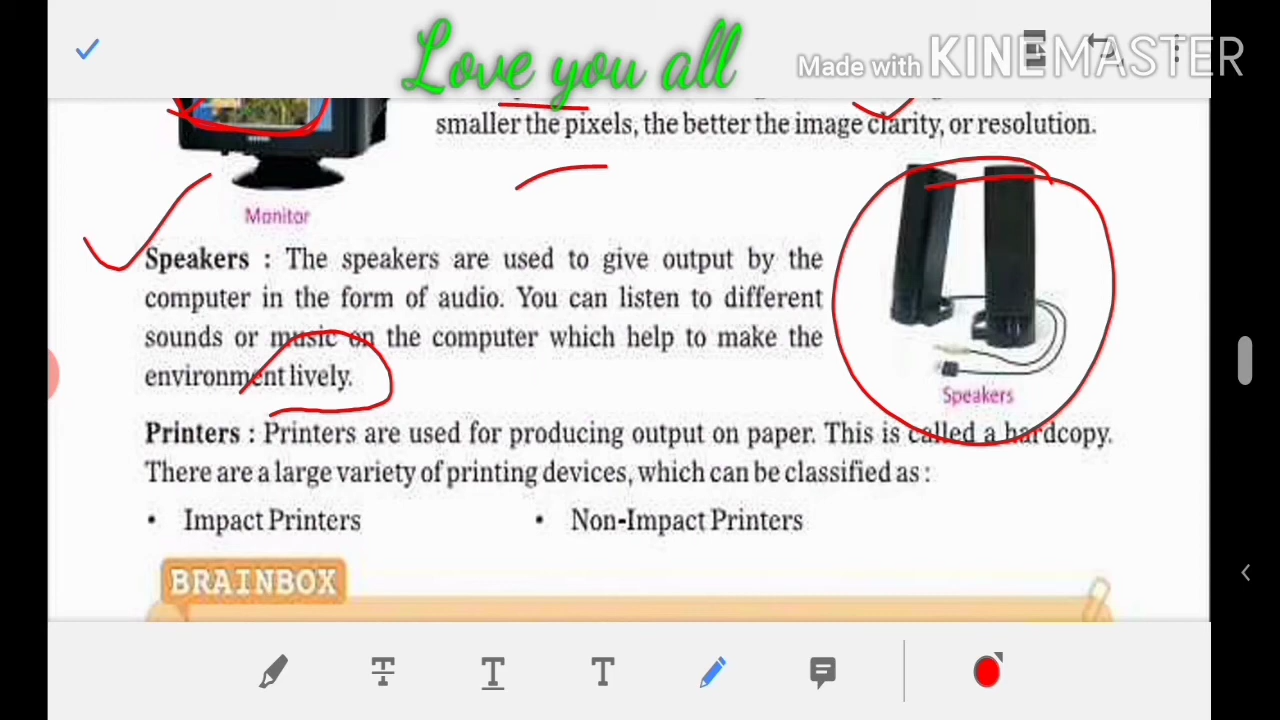 Love you all
Made with KINEMASTER
smaller the pixels, the better the image clarity, or resolution.
Monitor
Speakers : The speakers are used to give output by the
computer in the form of audio. You can listen to different
sounds or music on the computer which help to make the
environment lively.
Speakers
Printers : Printers are used for producing output on paper. This is called a hardcopy.
There are a large variety of printing devices, which can be classified as :
• Impact Printers
• Non-Impact Printers
BRAINBOX